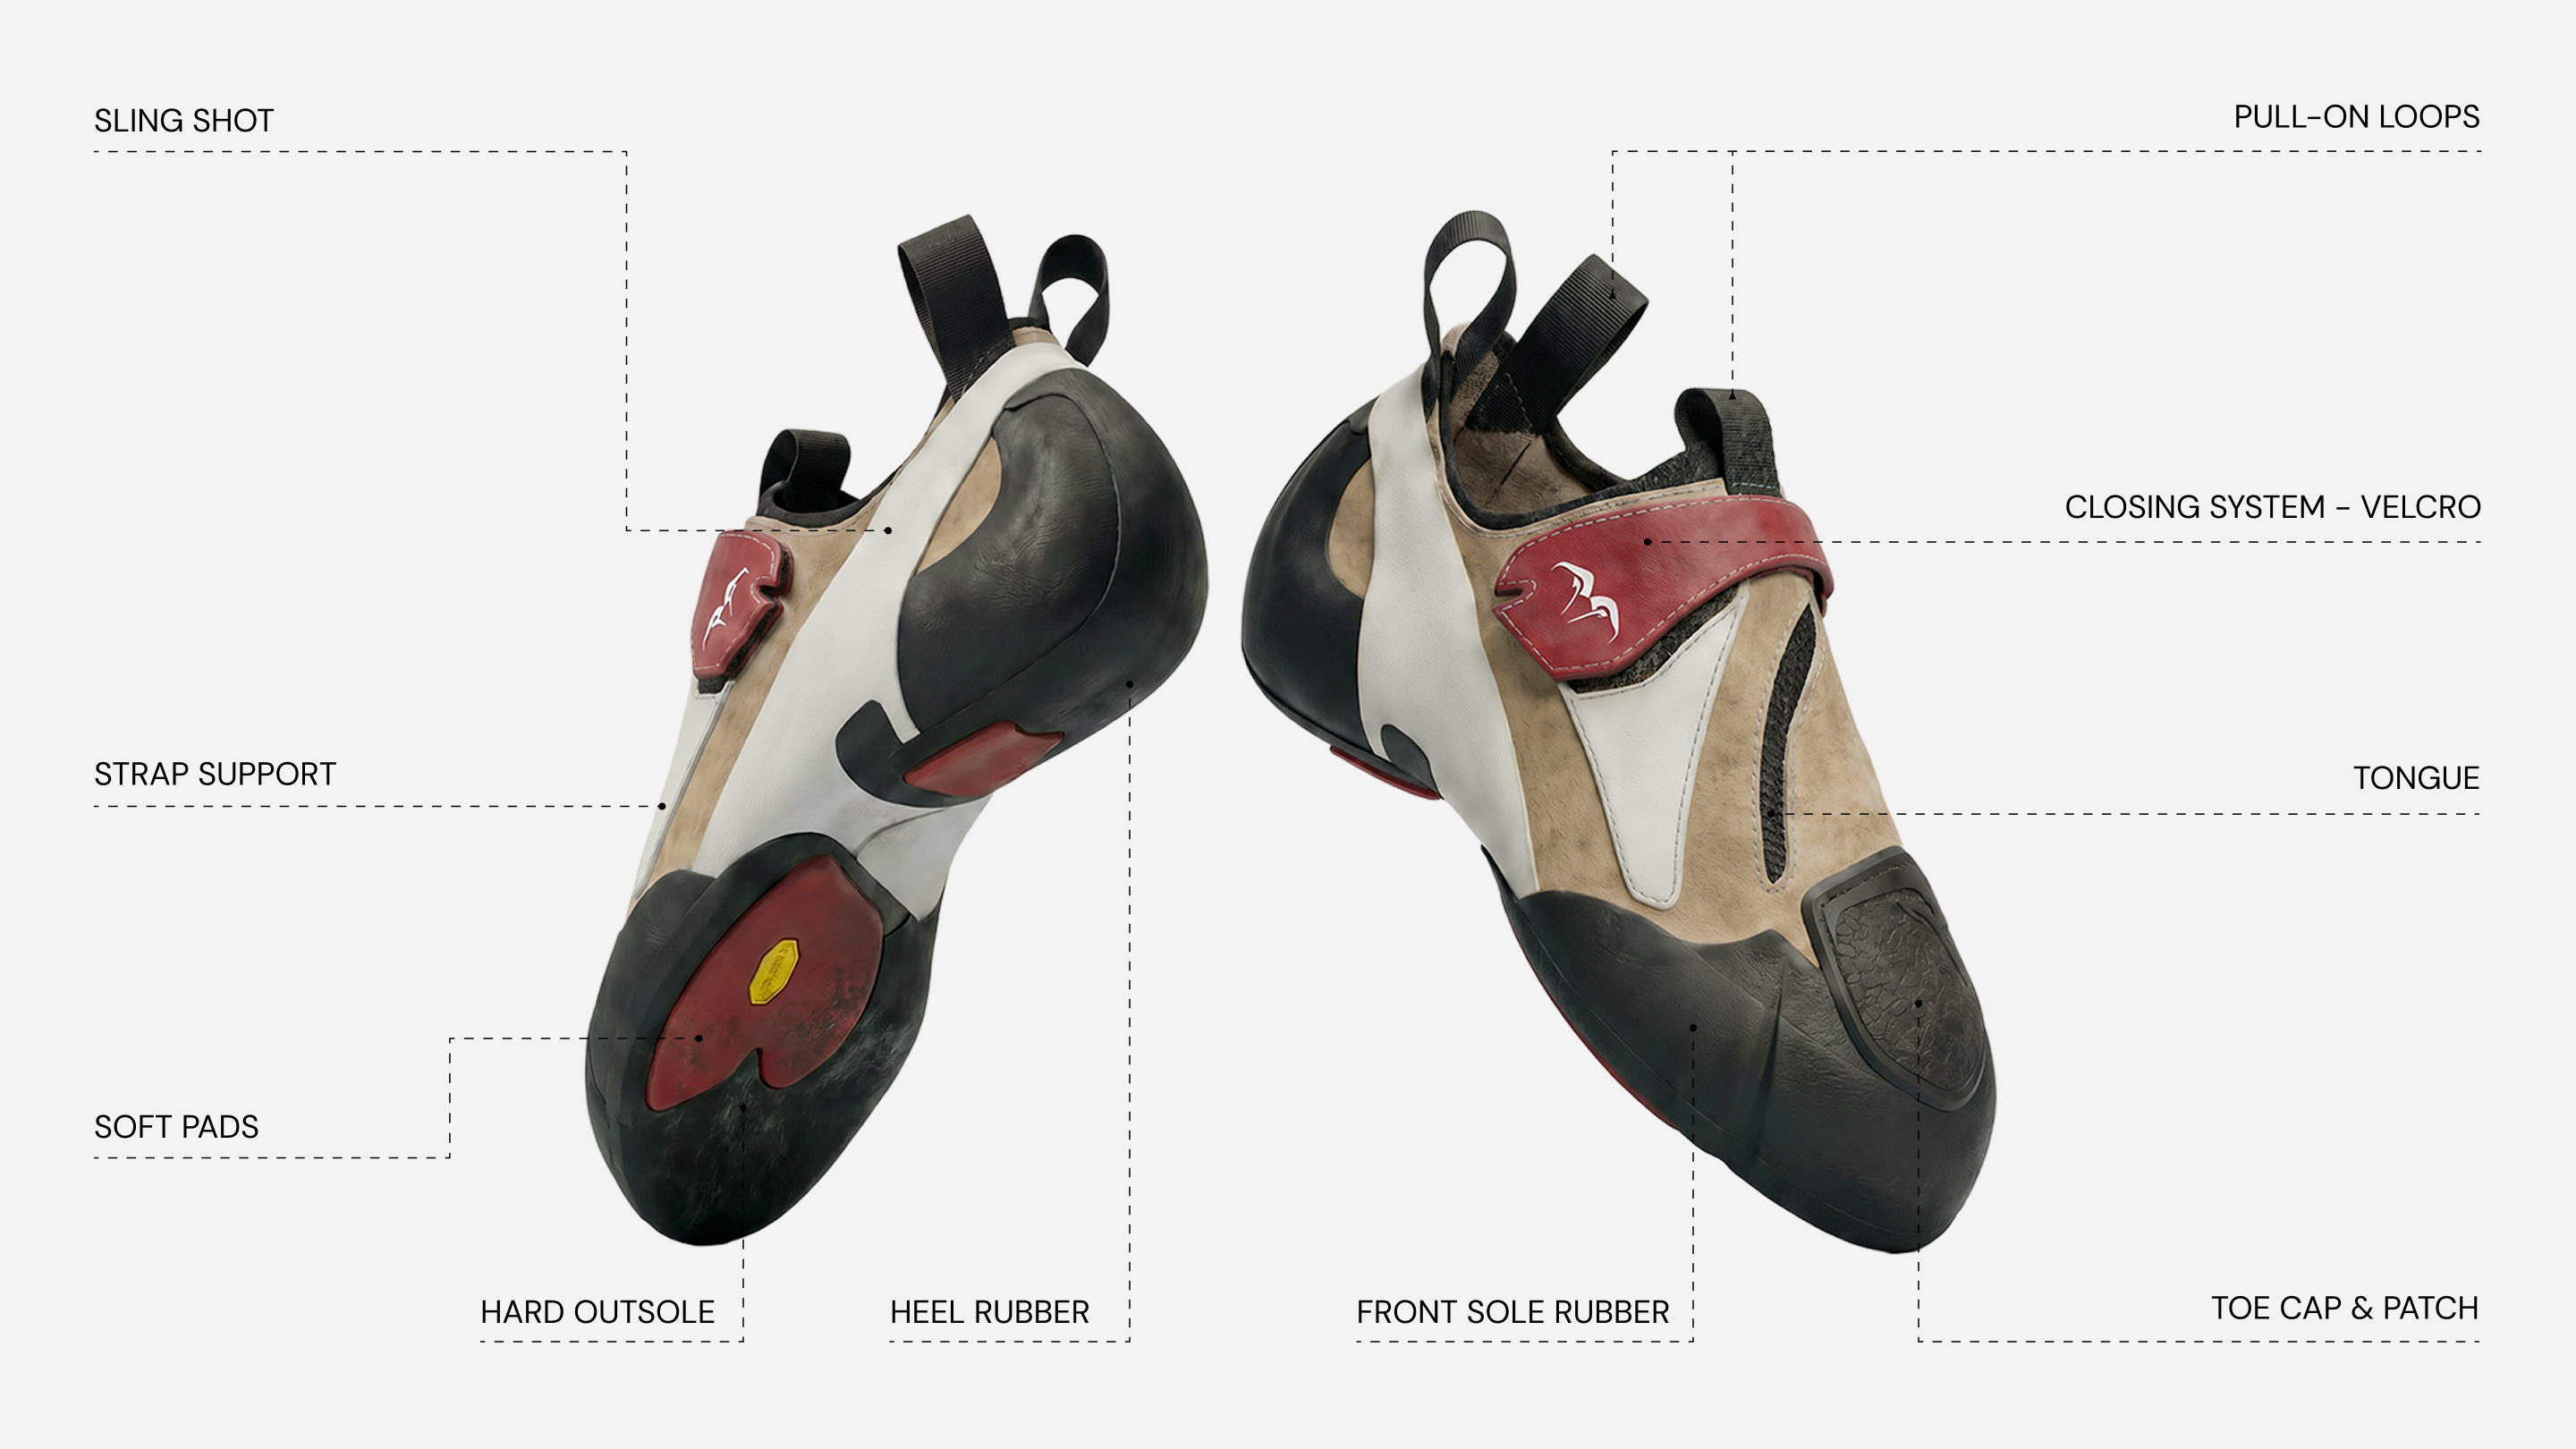 SLING SHOT
PULL-ON LOOPS
CLOSING SYSTEM - VELCRO
STRAP SUPPORT
TONGUE
SOFT PADS
HARD OUTSOLE
HEEL RUBBER
FRONT SOLE RUBBER
TOE CAP & PATCH